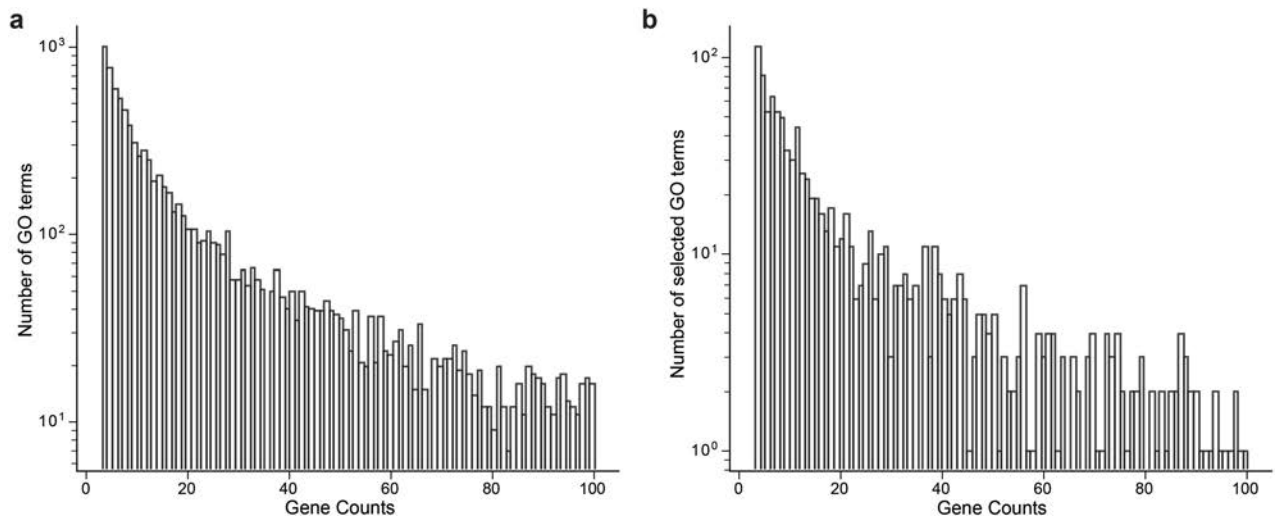 a
Number of GO terms
10³
10²
10¹
0 20 40 60 80 100
Gene Counts
b
Number of selected GO terms
10²
10¹
10⁰
0 20 40 60 80 100
Gene Counts